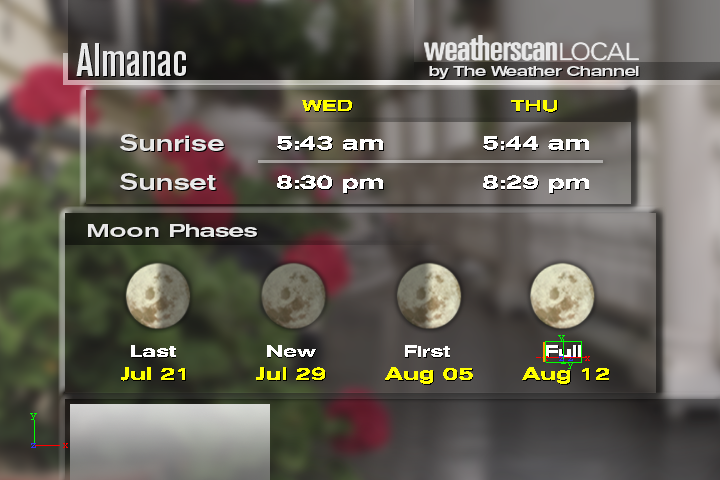 Almanac
weatherscanLOCAL
by The Weather Channel
WED THU
Sunrise 5:43 am 5:44 am
Sunset 8:30 pm 8:29 pm
Moon Phases
Last New First Full
Jul 21 Jul 29 Aug 05 Aug 12
y
x
y
x
y